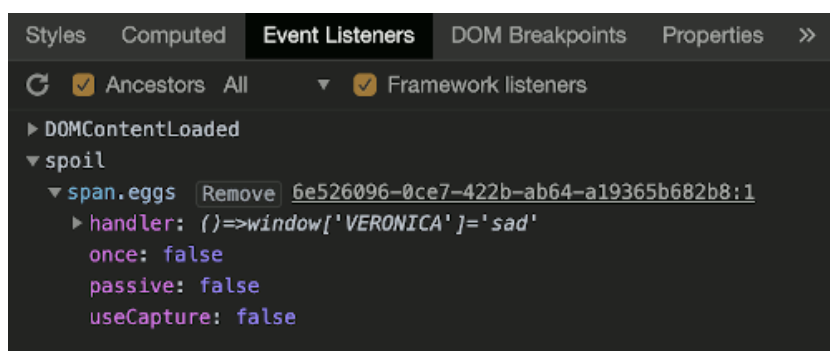 Styles Computed Event Listeners DOM Breakpoints Properties »
Ancestors All ▼ Framework listeners
▶ DOMContentLoaded
▼ spoil
▼ span.eggs Remove 6e526096-0ce7-422b-ab64-a19365b682b8:1
▶ handler: ()=>window['VERONICA']='sad'
once: false
passive: false
useCapture: false